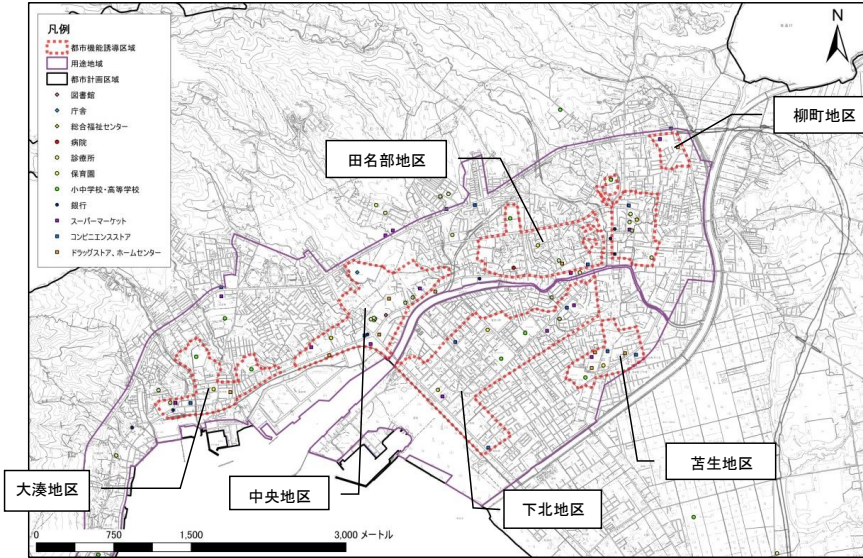 凡例
都市機能誘導区域
用途地域
都市計画区域
図書館
庁舎
総合福祉センター
病院
診療所
保育園
小中学校・高等学校
銀行
スーパーマーケット
コンビニエンスストア
ドラッグストア、ホームセンター
N
柳町地区
田名部地区
大湊地区
中央地区
下北地区
苫生地区
0 750 1,500 3,000 メートル